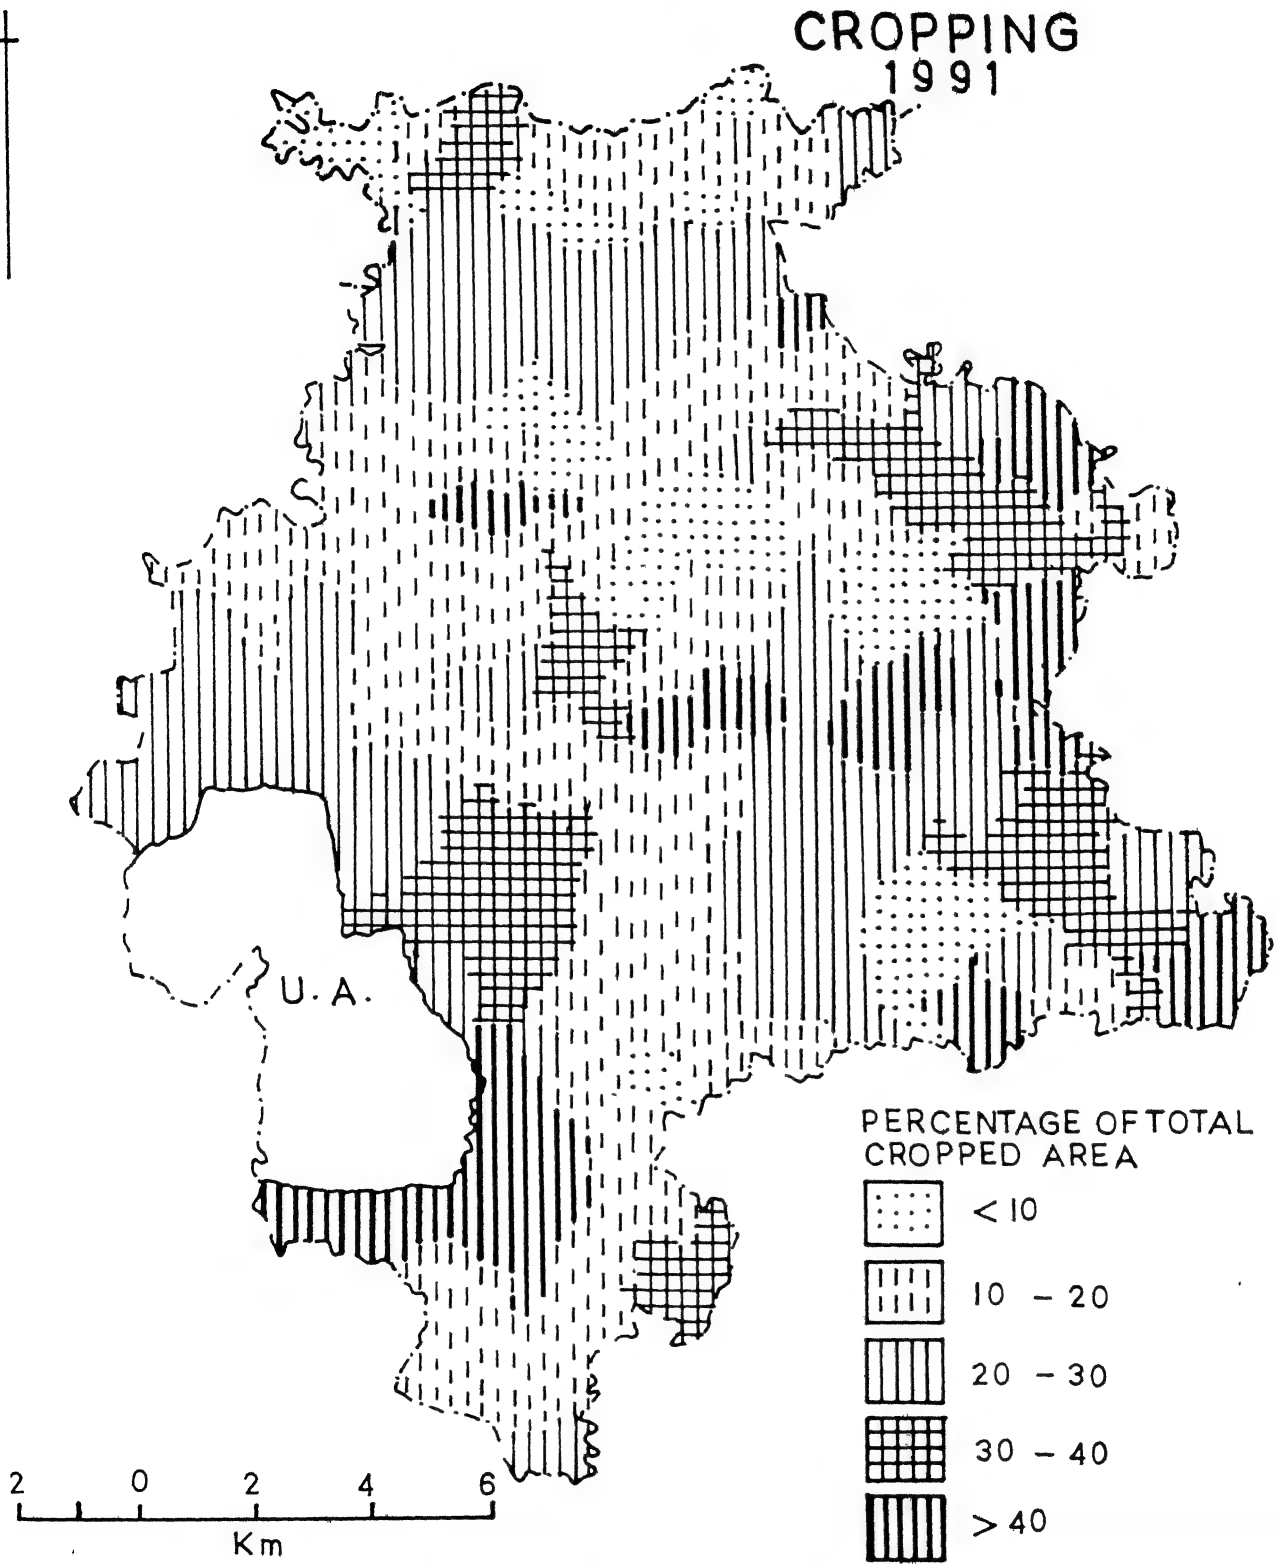 CROPPING
1991
U.A.
PERCENTAGE OF TOTAL
CROPPED AREA
< 10
10 - 20
20 - 30
30 - 40
> 40
2 0 2 4 6
Km